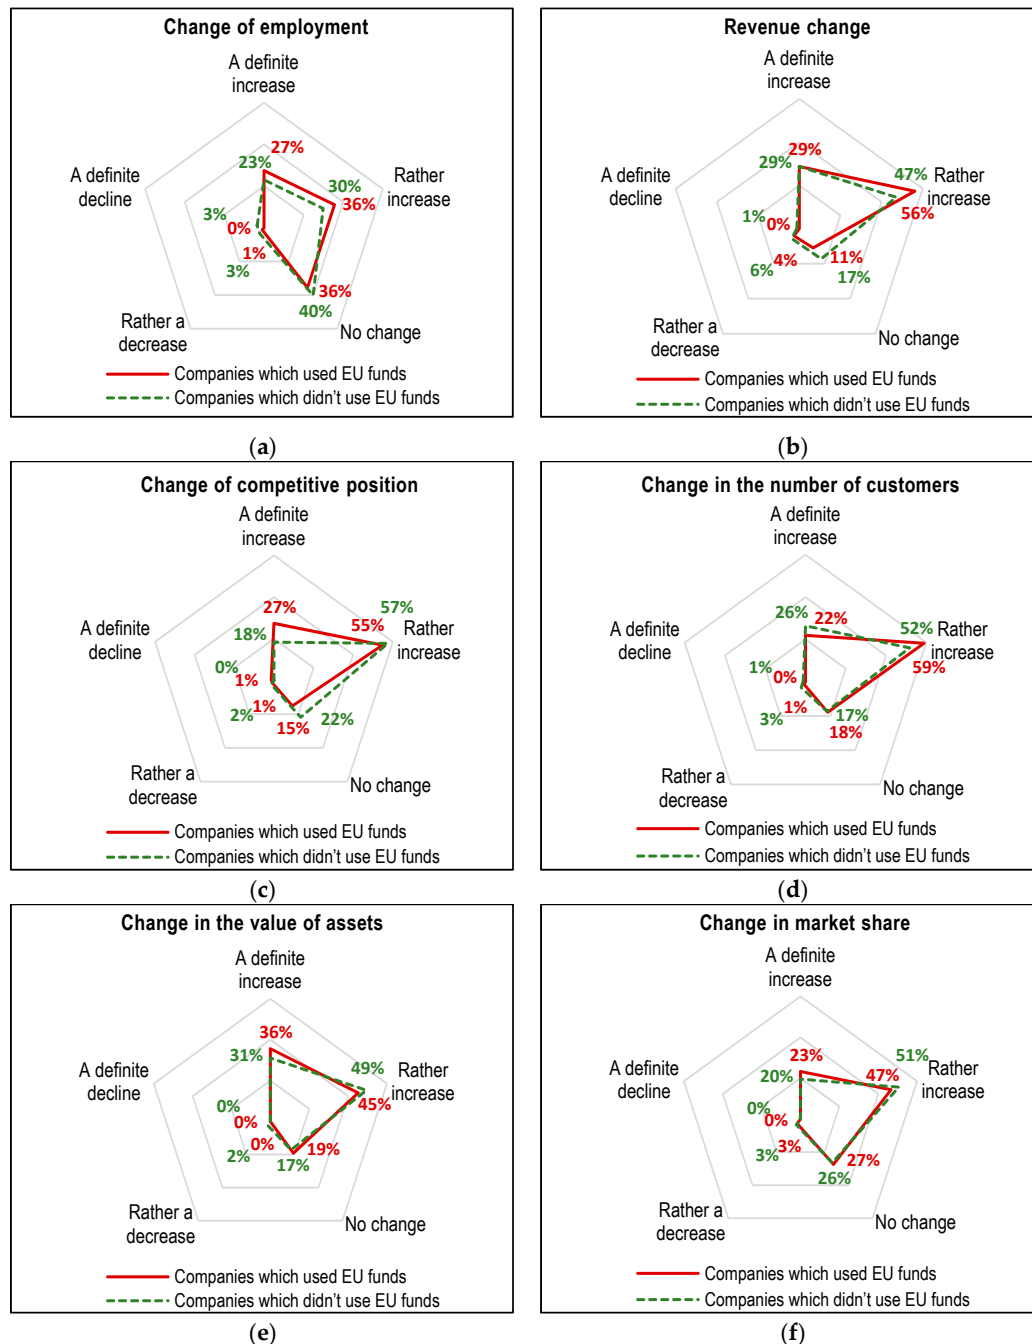 Change of employment
A definite
increase
27%
23%
A definite
decline
30%
Rather
increase
36%
3%
0%
1%
3%
36%
40%
Rather a
decrease
No change
Companies which used EU funds
Companies which didn't use EU funds
(a)
Revenue change
A definite
increase
29%
29%
A definite
decline
47%
Rather
increase
56%
1%
0%
11%
4%
6%
17%
Rather a
decrease
No change
Companies which used EU funds
Companies which didn't use EU funds
(b)
Change of competitive position
A definite
increase
27%
57%
18%
55%
A definite
decline
Rather
increase
0%
1%
1%
2%
15%
22%
Rather a
decrease
No change
Companies which used EU funds
Companies which didn't use EU funds
(c)
Change in the number of customers
A definite
increase
26%
22%
52%
A definite
decline
Rather
increase
59%
1%
0%
1%
3%
17%
18%
Rather a
decrease
No change
Companies which used EU funds
Companies which didn't use EU funds
(d)
Change in the value of assets
A definite
increase
36%
31%
49%
A definite
decline
Rather
increase
45%
0%
0%
0%
2%
19%
17%
Rather a
decrease
No change
Companies which used EU funds
Companies which didn't use EU funds
(e)
Change in market share
A definite
increase
23%
51%
20%
47%
A definite
decline
Rather
increase
0%
0%
3%
3%
27%
26%
Rather a
decrease
No change
Companies which used EU funds
Companies which didn't use EU funds
(f)